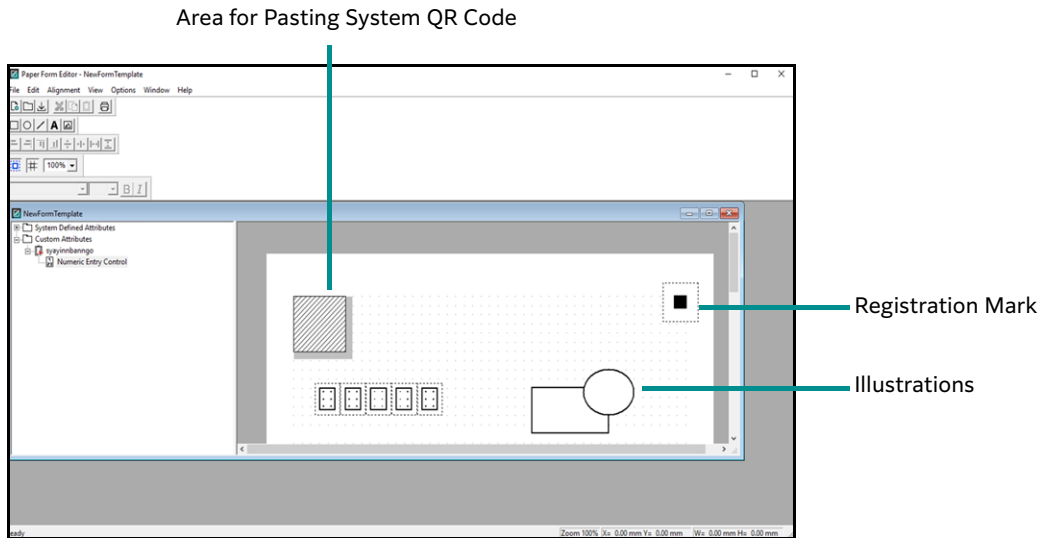 Area for Pasting System QR Code
Paper Form Editor - NewFormTemplate
File Edit Alignment View Options Window Help
A
100%
B I
NewFormTemplate
System Defined Attributes
Custom Attributes
syayinnbanngo
Numeric Entry Control
Registration Mark
Illustrations
eady
Zoom 100% X= 0.00 mm Y= 0.00 mm W= 0.00 mm H= 0.00 mm